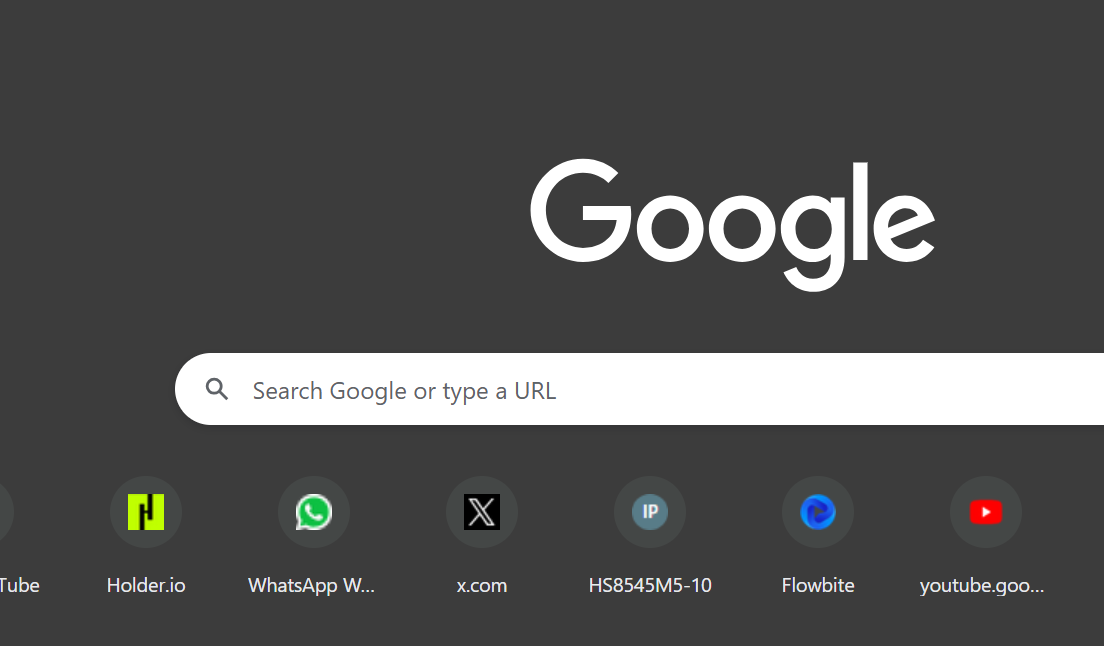 Google
Search Google or type a URL
IP
Tube
Holder.io
WhatsApp W...
x.com
HS8545M5-10
Flowbite
youtube.goo...